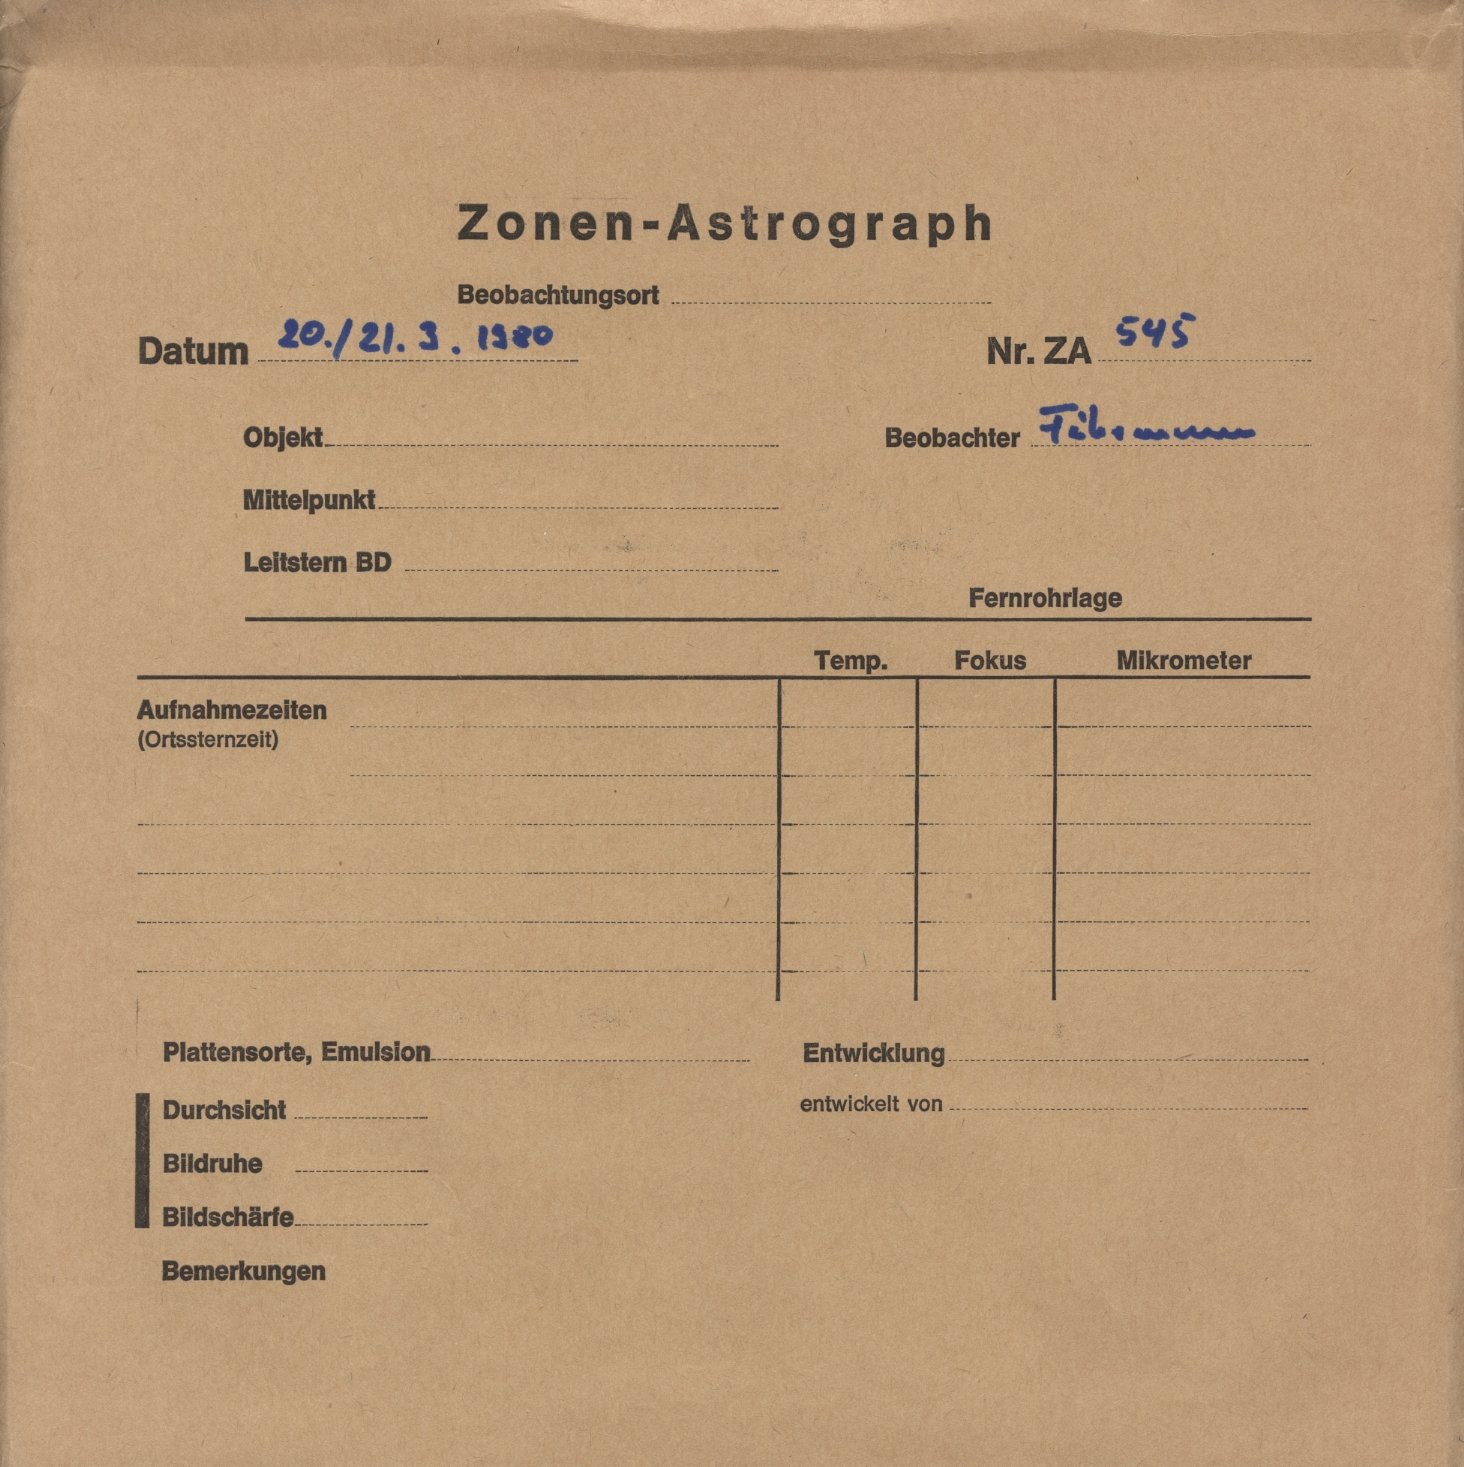 Zonen-Astrograph
Beobachtungsort
Datum 20./21. 3. 1980
Nr. ZA 545
Objekt
Beobachter
Mittelpunkt
Leitstern BD
Fernrohrlage
Temp. Fokus Mikrometer
Aufnahmezeiten
(Ortssternzeit)
Plattensorte, Emulsion
Entwicklung
Durchsicht
entwickelt von
Bildruhe
Bildschärfe
Bemerkungen